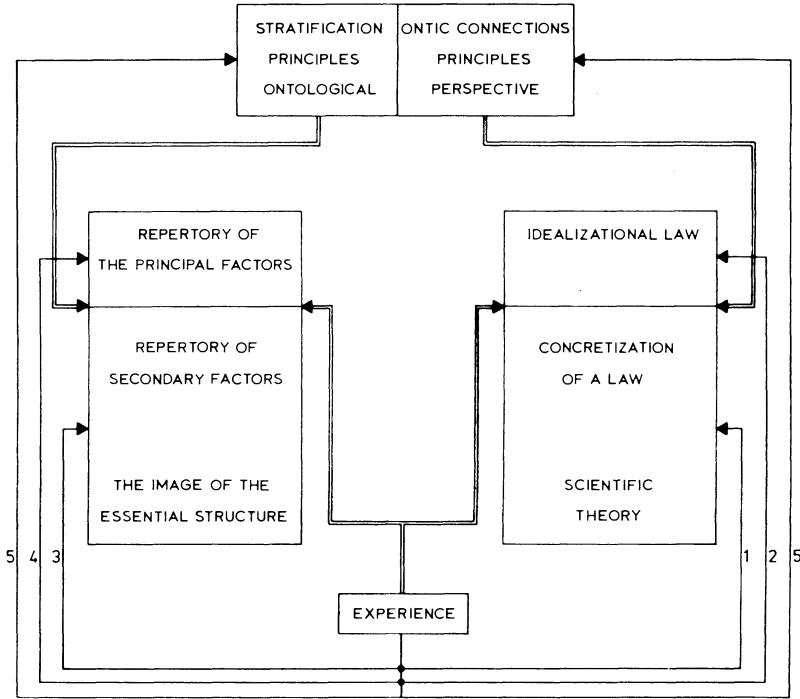 STRATIFICATION
PRINCIPLES
ONTOLOGICAL
ONTIC CONNECTIONS
PRINCIPLES
PERSPECTIVE
REPERTORY OF
THE PRINCIPAL FACTORS
REPERTORY OF
SECONDARY FACTORS
THE IMAGE OF THE
ESSENTIAL STRUCTURE
IDEALIZATIONAL LAW
CONCRETIZATION
OF A LAW
SCIENTIFIC
THEORY
5 4 3
1 2 5
EXPERIENCE